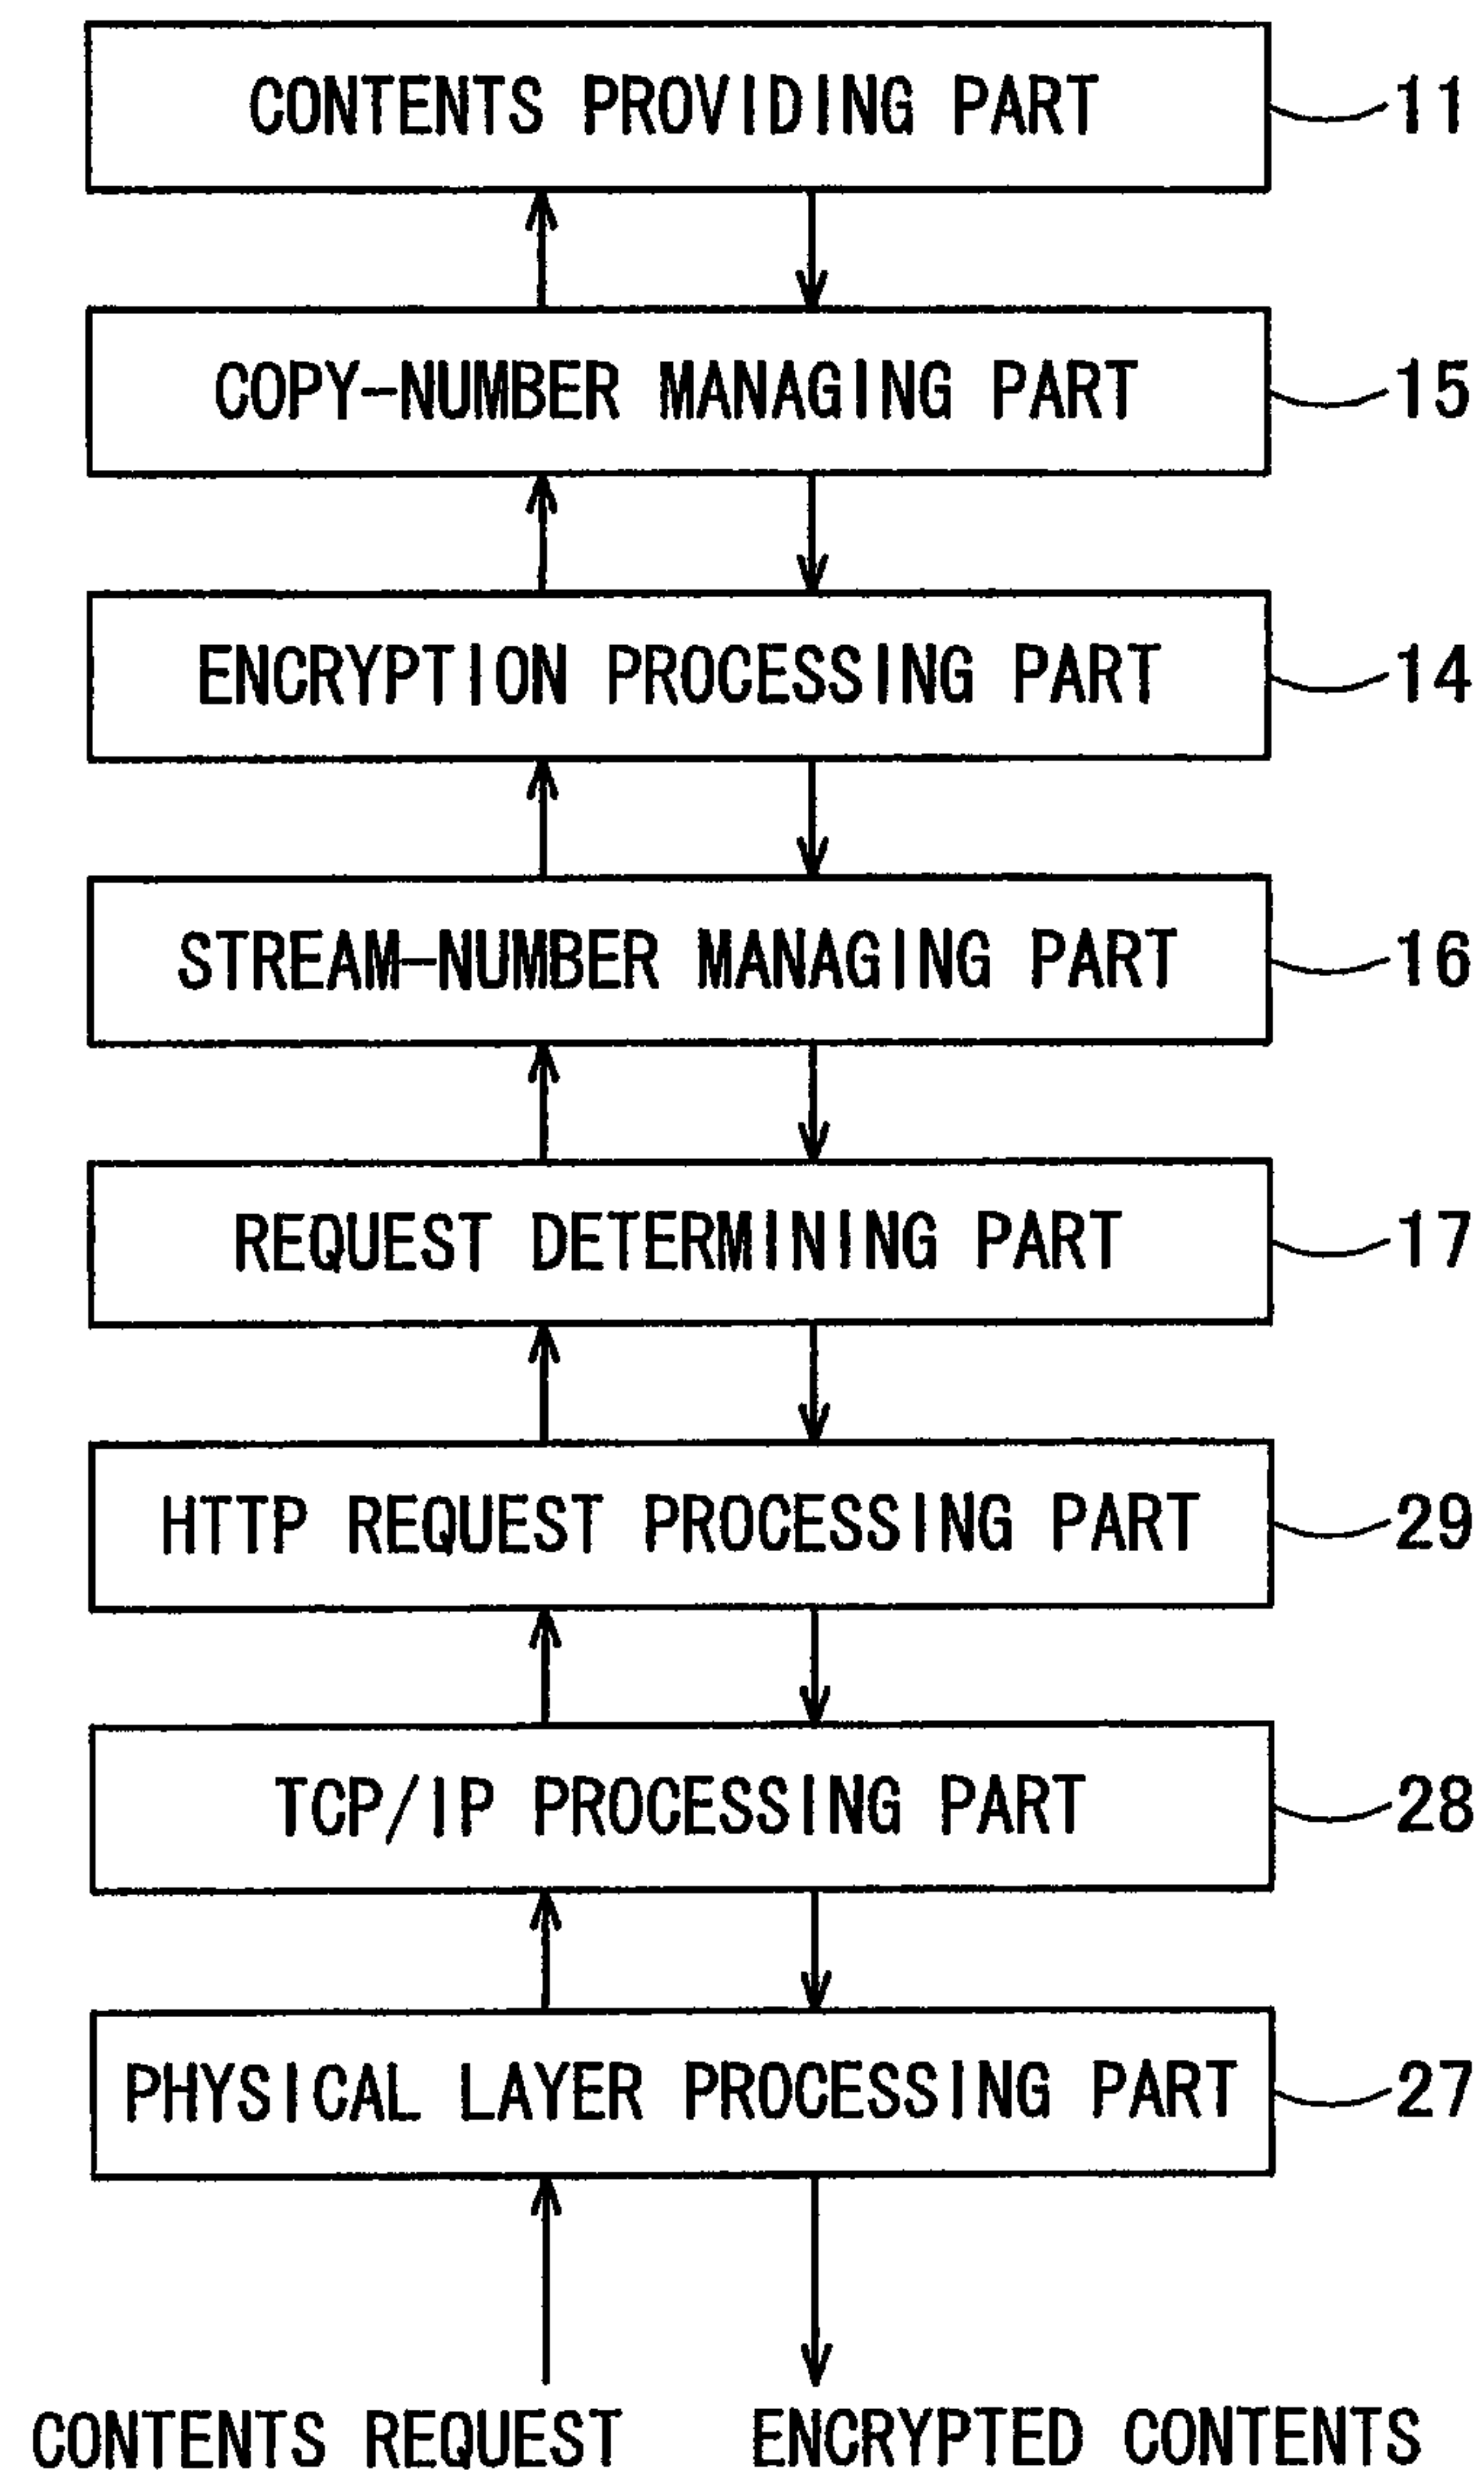 CONTENTS PROVIDING PART 11
COPY-NUMBER MANAGING PART 15
ENCRYPTION PROCESSING PART 14
STREAM-NUMBER MANAGING PART 16
REQUEST DETERMINING PART 17
HTTP REQUEST PROCESSING PART 29
TCP/IP PROCESSING PART 28
PHYSICAL LAYER PROCESSING PART 27
CONTENTS REQUEST ENCRYPTED CONTENTS